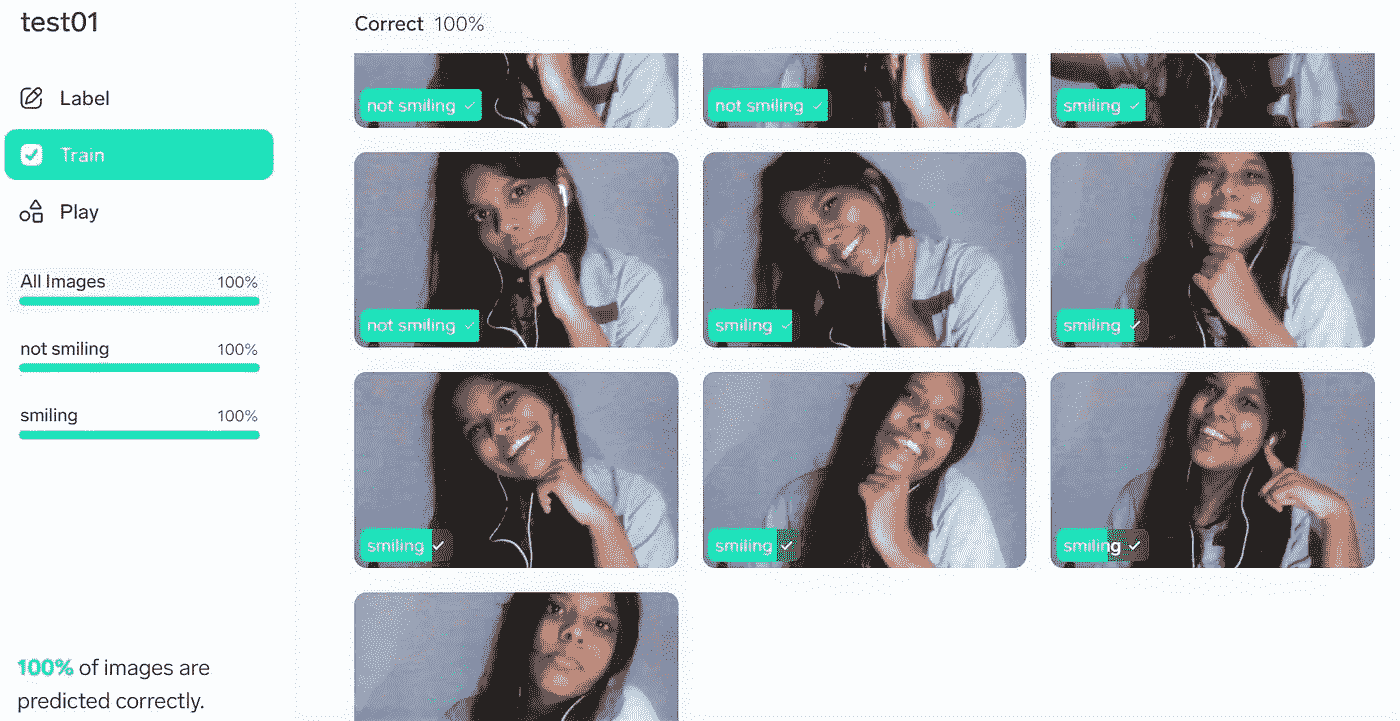 test01
Label
Train
Play
All Images 100%
not smiling 100%
smiling 100%
100% of images are
predicted correctly.
Correct 100%
not smiling
not smiling
smiling
not smiling
smiling
smiling
smiling
smiling
smiling